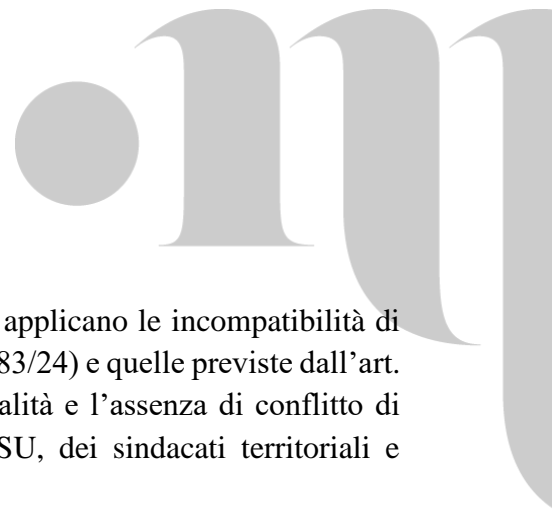 applicano le incompatibilità di
83/24) e quelle previste dall’art.
alità e l’assenza di conflitto di
SU, dei sindacati territoriali e